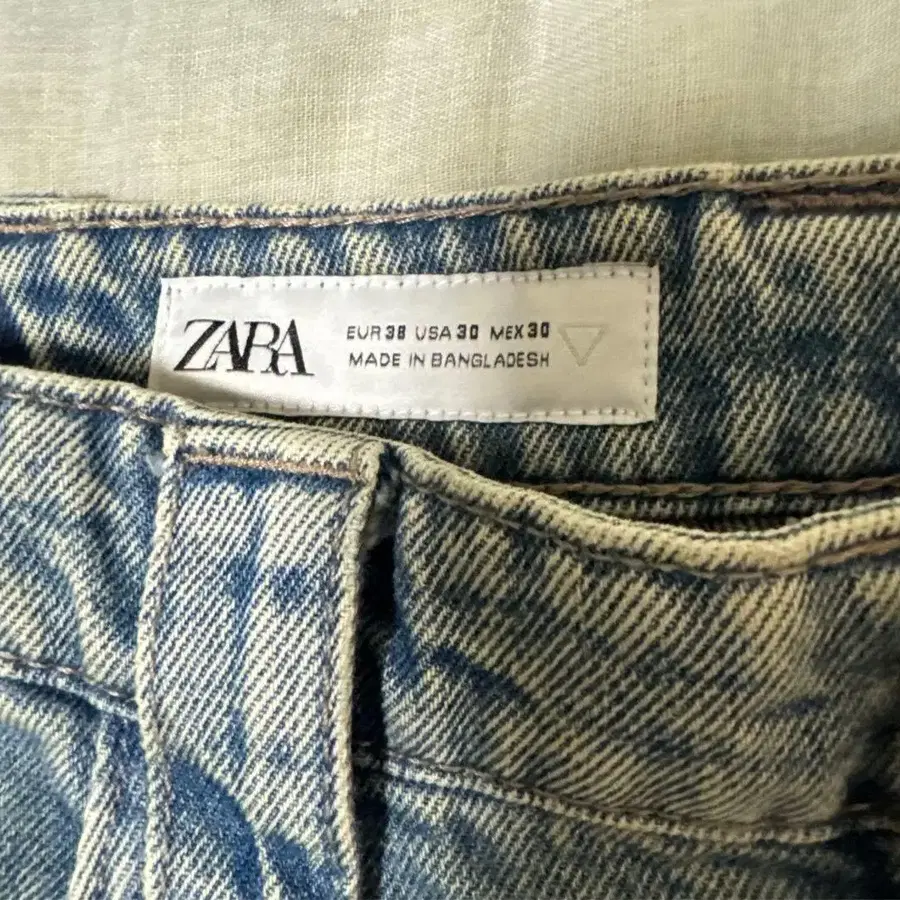 ZARA
EUR 38 USA 30 MEX 30
MADE IN BANGLADESH